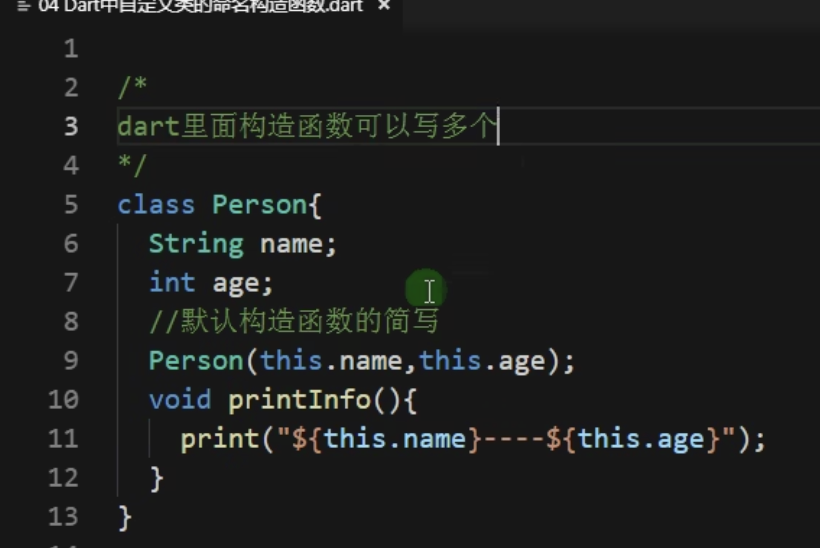 04 Dart中自定义类的命名构造函数.dart ×
1
2 /*
3 dart里面构造函数可以写多个
4 */
5 class Person{
6 String name;
7 int age;
8 //默认构造函数的简写
9 Person(this.name,this.age);
10 void printInfo(){
11 print("${this.name}----${this.age}");
12 }
13 }